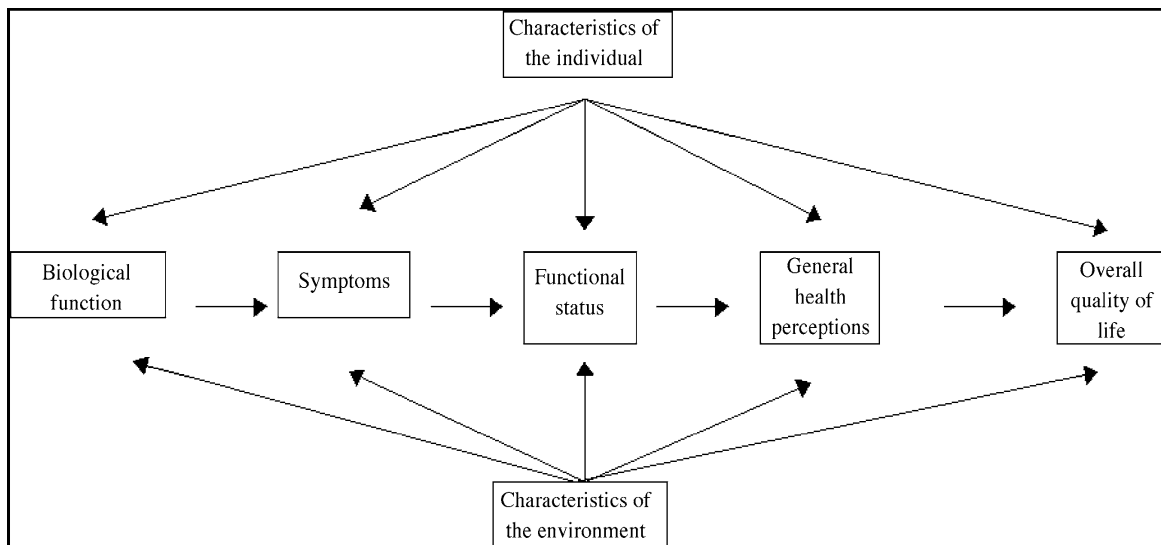 Characteristics of
the individual
Biological
function
Symptoms
Functional
status
General
health
perceptions
Overall
quality of
life
Characteristics of
the environment